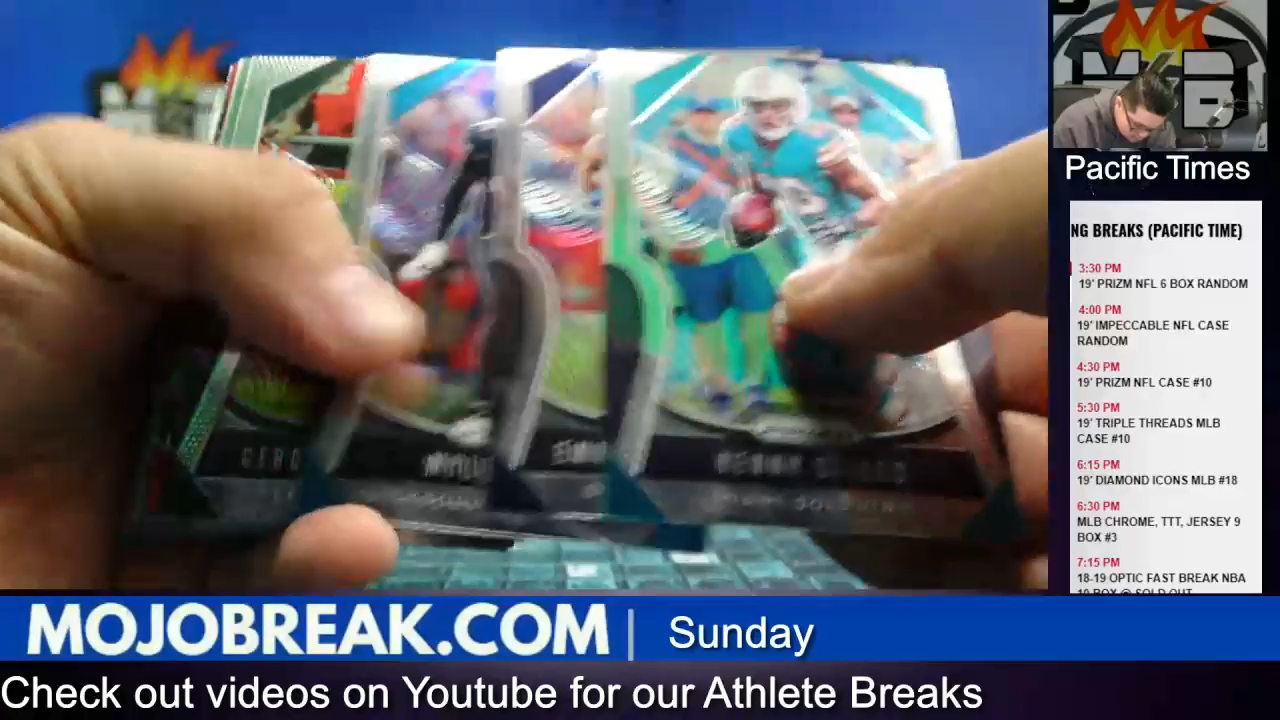 Pacific Times
NG BREAKS (PACIFIC TIME)
3:30 PM
19' PRIZM NFL 6 BOX RANDOM
4:00 PM
19' IMPECCABLE NFL CASE
RANDOM
4:30 PM
19' PRIZM NFL CASE #10
5:30 PM
19' TRIPLE THREADS MLB
CASE #10
6:15 PM
19' DIAMOND ICONS MLB #18
6:30 PM
MLB CHROME, TTT, JERSEY 9
BOX #3
7:15 PM
18-19 OPTIC FAST BREAK NBA
10 BOX @ SOLD OUT
MOJOBREAK.COM | Sunday
Check out videos on Youtube for our Athlete Breaks